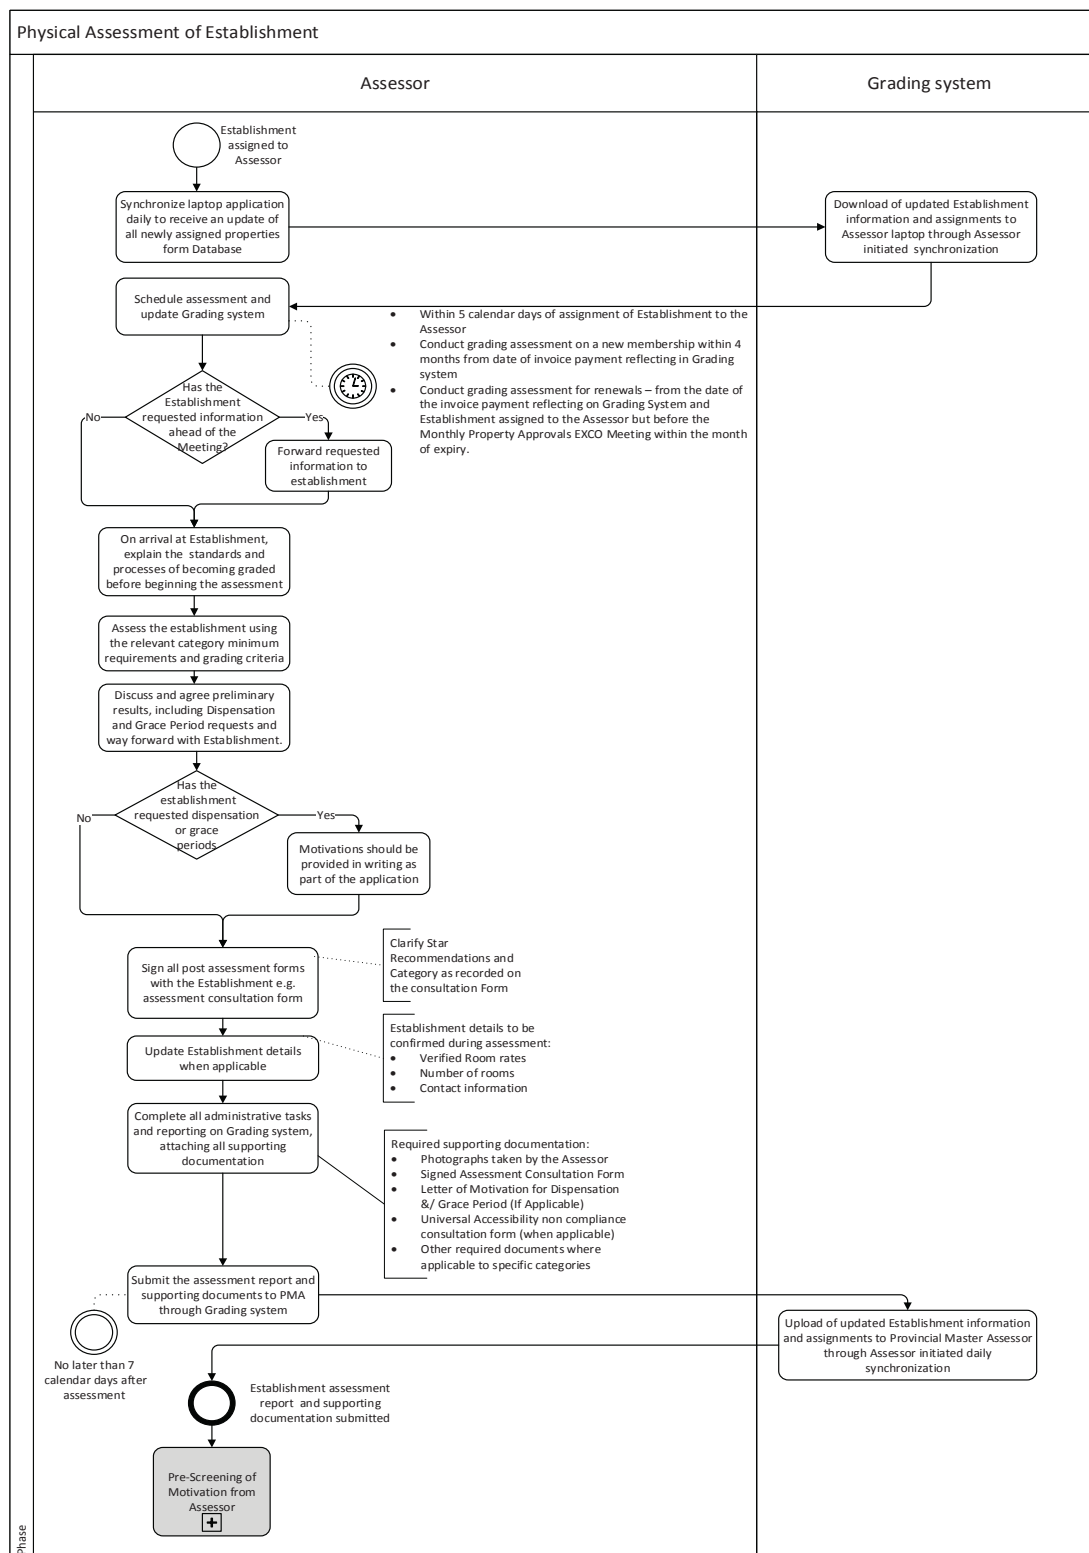 Physical Assessment of Establishment
Assessor
Grading system
Establishment
assigned to
Assessor
Synchronize laptop application
daily to receive an update of
all newly assigned properties
form Database
Download of updated Establishment
information and assignments to
Assessor laptop through Assessor
initiated synchronization
Schedule assessment and
update Grading system
• Within 5 calendar days of assignment of Establishment to the
Assessor
• Conduct grading assessment on a new membership within 4
months from date of invoice payment reflecting in Grading
system
• Conduct grading assessment for renewals – from the date of
the invoice payment reflecting on Grading System and
Establishment assigned to the Assessor but before the
Monthly Property Approvals EXCO Meeting within the month
of expiry.
Has the
Establishment
requested information
ahead of the
Meeting?
No
Yes
Forward requested
information to
establishment
On arrival at Establishment,
explain the standards and
processes of becoming graded
before beginning the assessment
Assess the establishment using
the relevant category minimum
requirements and grading criteria
Discuss and agree preliminary
results, including Dispensation
and Grace Period requests and
way forward with Establishment.
Has the
establishment
requested dispensation
or grace
periods
No
Yes
Motivations should be
provided in writing as
part of the application
Sign all post assessment forms
with the Establishment e.g.
assessment consultation form
Clarify Star
Recommendations and
Category as recorded on
the consultation Form
Update Establishment details
when applicable
Establishment details to be
confirmed during assessment:
• Verified Room rates
• Number of rooms
• Contact information
Complete all administrative tasks
and reporting on Grading system,
attaching all supporting
documentation
Required supporting documentation:
• Photographs taken by the Assessor
• Signed Assessment Consultation Form
• Letter of Motivation for Dispensation
&/ Grace Period (If Applicable)
• Universal Accessibility non compliance
consultation form (when applicable)
• Other required documents where
applicable to specific categories
Submit the assessment report and
supporting documents to PMA
through Grading system
No later than 7
calendar days after
assessment
Upload of updated Establishment information
and assignments to Provincial Master Assessor
through Assessor initiated daily
synchronization
Establishment assessment
report and supporting
documentation submitted
Pre-Screening of
Motivation from
Assessor
Phase